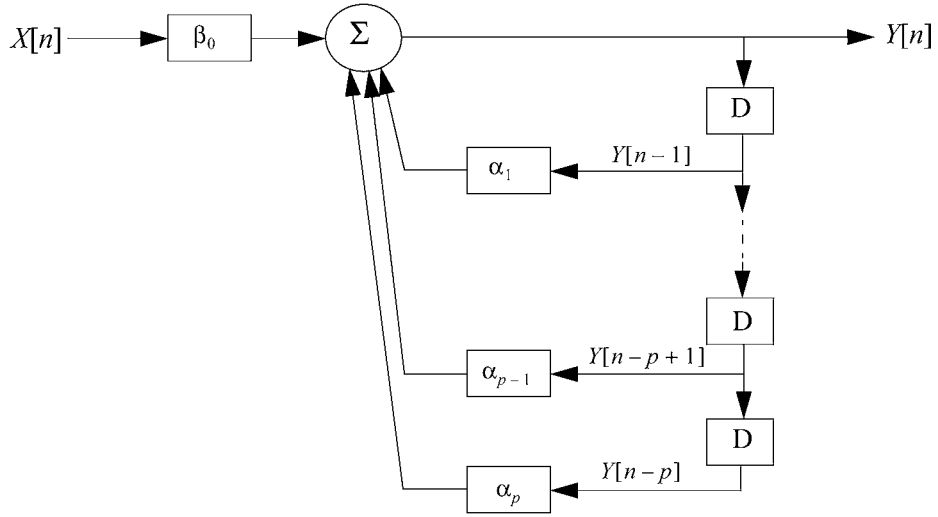 X[n]
β₀
Σ
Y[n]
D
α₁
Y[n − 1]
D
αₚ₋₁
Y[n − p + 1]
D
αₚ
Y[n − p]